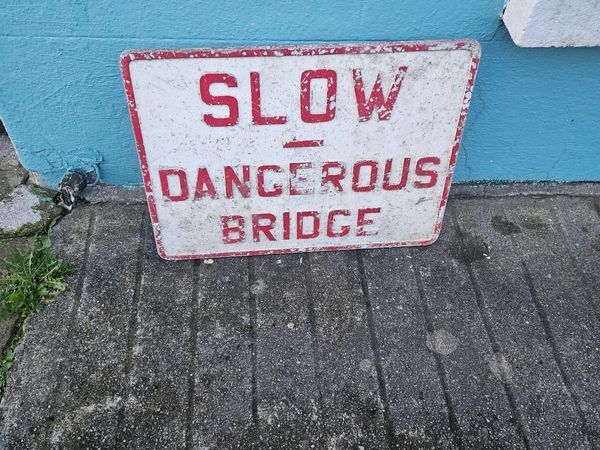 SLOW
-
DANGEROUS
BRIDGE